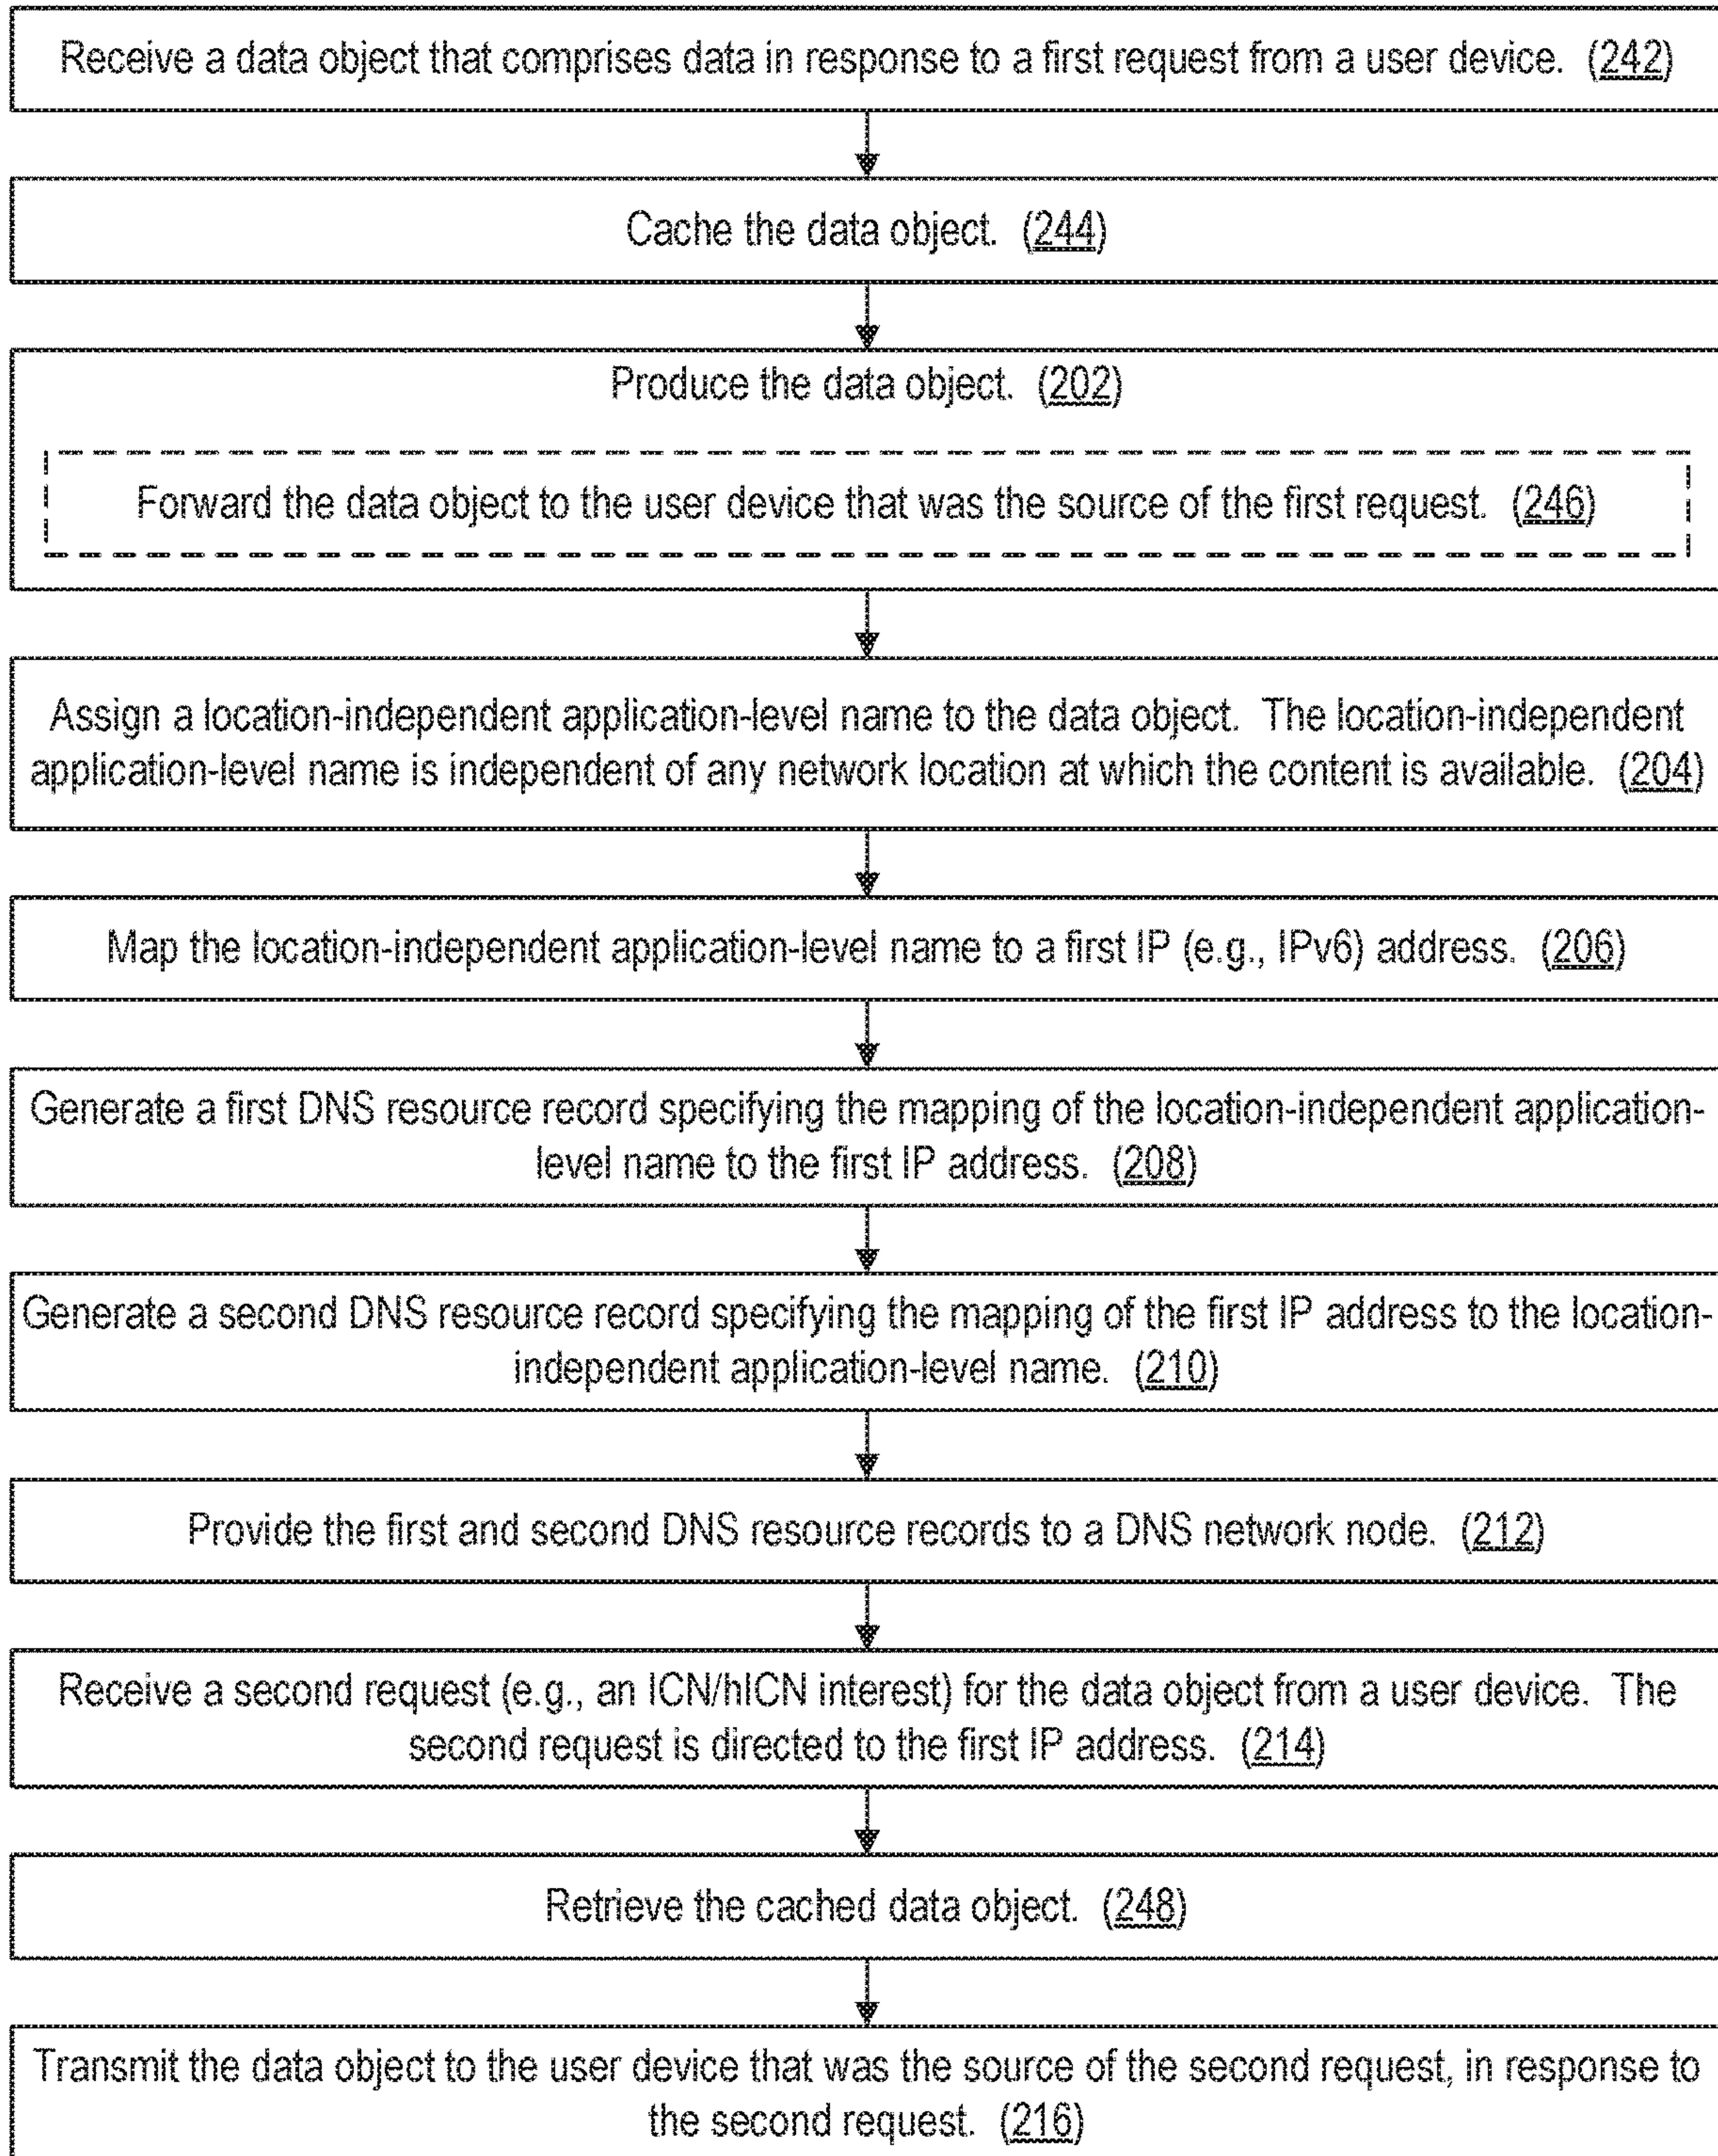 Receive a data object that comprises data in response to a first request from a user device. (242)
Cache the data object. (244)
Produce the data object. (202)
Forward the data object to the user device that was the source of the first request. (246)
Assign a location-independent application-level name to the data object. The location-independent
application-level name is independent of any network location at which the content is available. (204)
Map the location-independent application-level name to a first IP (e.g., IPv6) address. (206)
Generate a first DNS resource record specifying the mapping of the location-independent application-
level name to the first IP address. (208)
Generate a second DNS resource record specifying the mapping of the first IP address to the location-
independent application-level name. (210)
Provide the first and second DNS resource records to a DNS network node. (212)
Receive a second request (e.g., an ICN/hICN interest) for the data object from a user device. The
second request is directed to the first IP address. (214)
Retrieve the cached data object. (248)
Transmit the data object to the user device that was the source of the second request, in response to
the second request. (216)